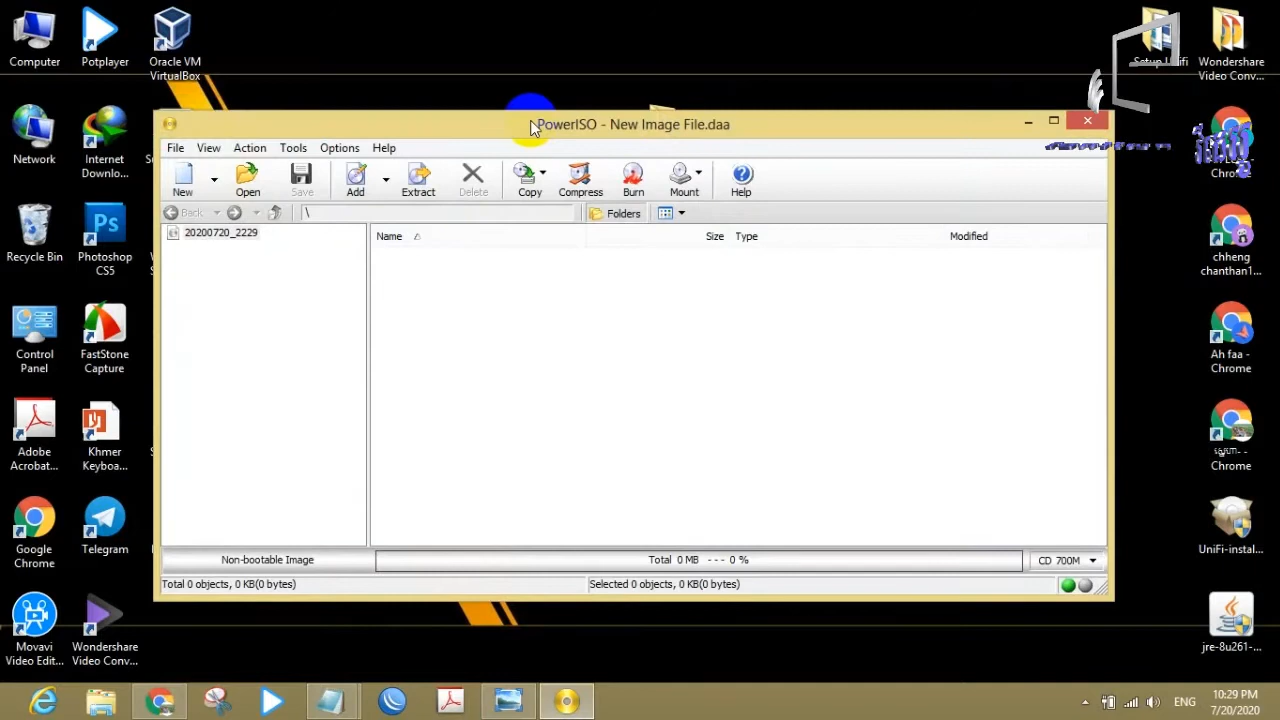 Computer
Potplayer
Oracle VM
VirtualBox
Setup Unifi
Wondershare
Video Conv...
PowerISO - New Image File.daa
File View Action Tools Options Help
New Open Save Add Extract Delete Copy Compress Burn Mount Help
Back \ Folders
20200720_2229
Name Size Type Modified
Network
Internet
Downlo...
Chrome
Recycle Bin
Photoshop
CS5
chheng
chanthan1...
Control
Panel
FastStone
Capture
Ah faa -
Chrome
Adobe
Acrobat...
Khmer
Keyboa...
Chrome
Google
Chrome
Telegram
UniFi-instal...
Non-bootable Image
Total 0 MB --- 0 %
CD 700M
Total 0 objects, 0 KB(0 bytes)
Selected 0 objects, 0 KB(0 bytes)
Movavi
Video Edit...
Wondershare
Video Conv...
jre-8u261-...
ENG
10:29 PM
7/20/2020